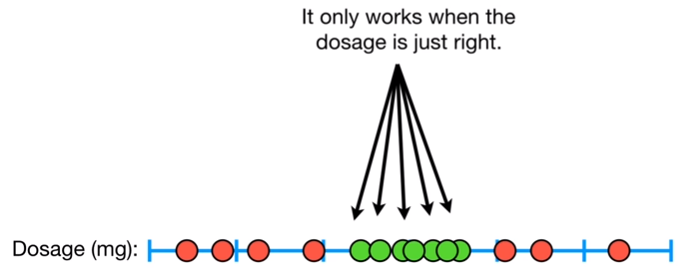 It only works when the
dosage is just right.
Dosage (mg):